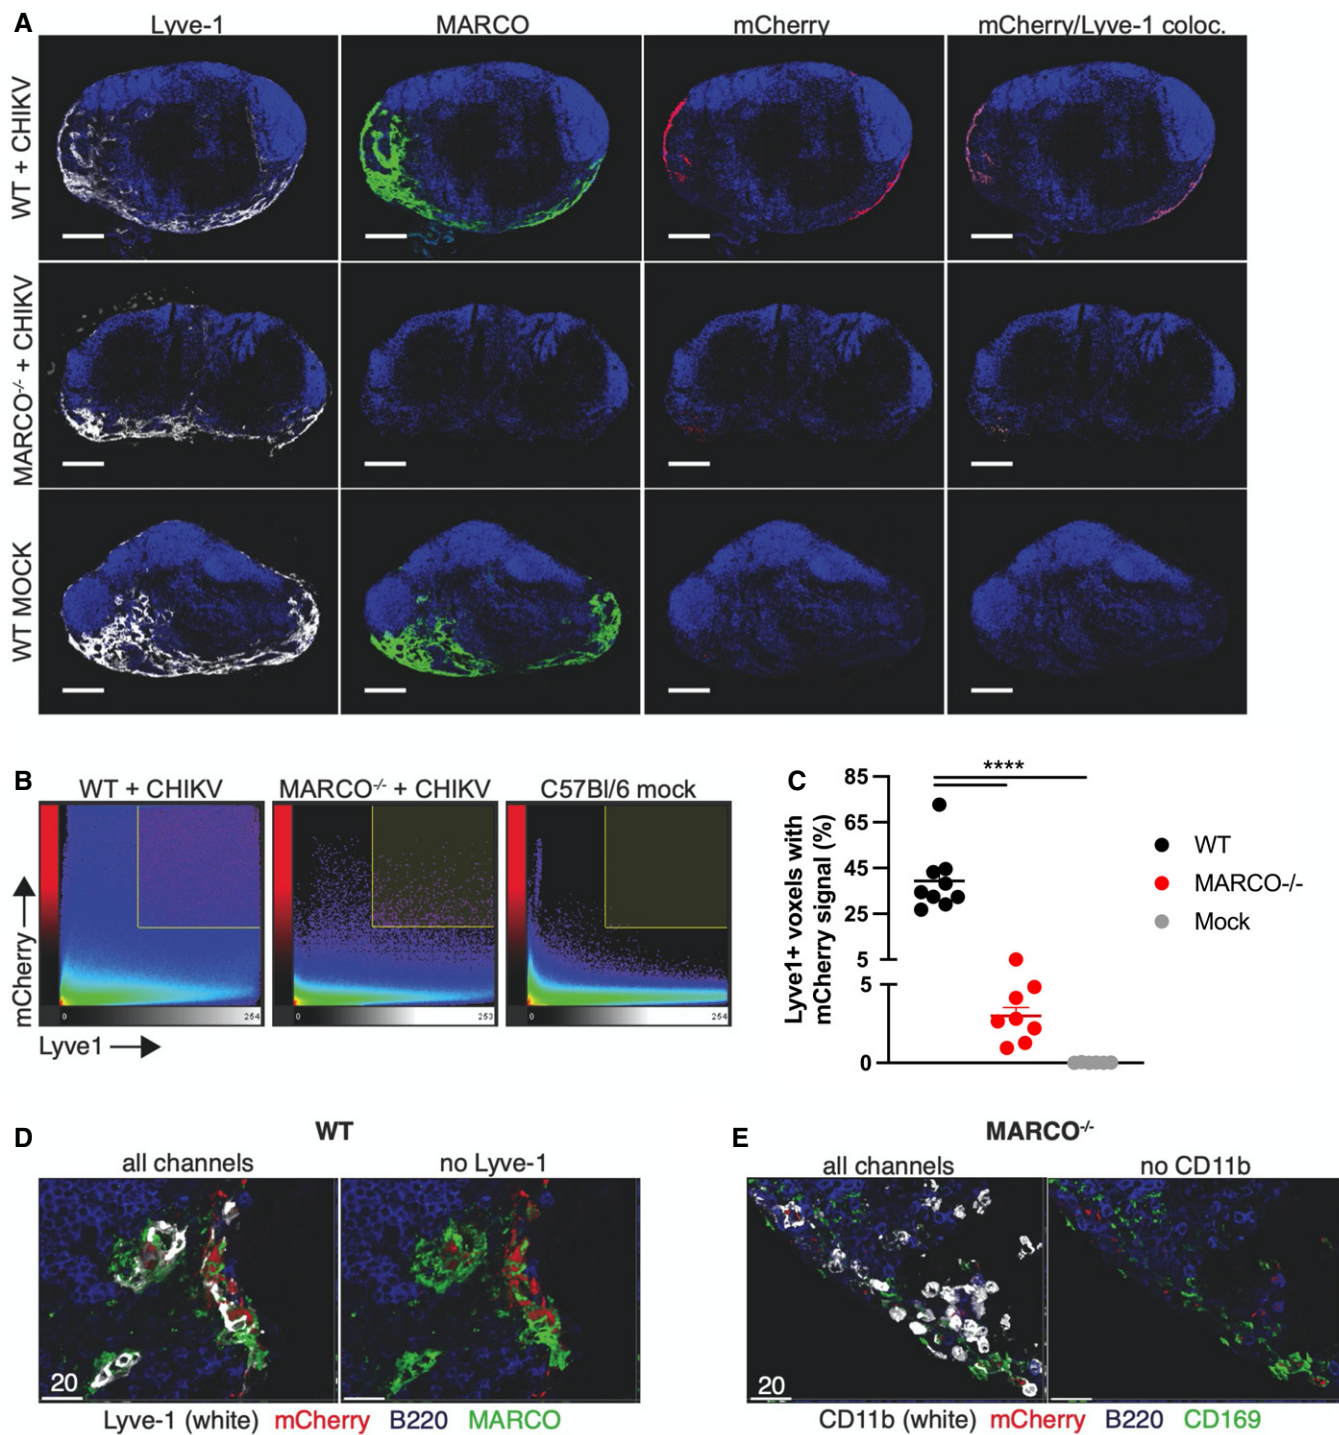 A
Lyve-1 MARCO mCherry mCherry/Lyve-1 coloc.
WT + CHIKV
MARCO-/- + CHIKV
WT MOCK
B
WT + CHIKV MARCO-/- + CHIKV C57Bl/6 mock
mCherry
0 254 0 253 0 254
Lyve1
C
Lyve1+ voxels with
mCherry signal (%)
85
65
45
25
5
5
0
****
WT
MARCO-/-
Mock
D
WT
all channels no Lyve-1
20
Lyve-1 (white) mCherry B220 MARCO
E
MARCO-/-
all channels no CD11b
20
CD11b (white) mCherry B220 CD169